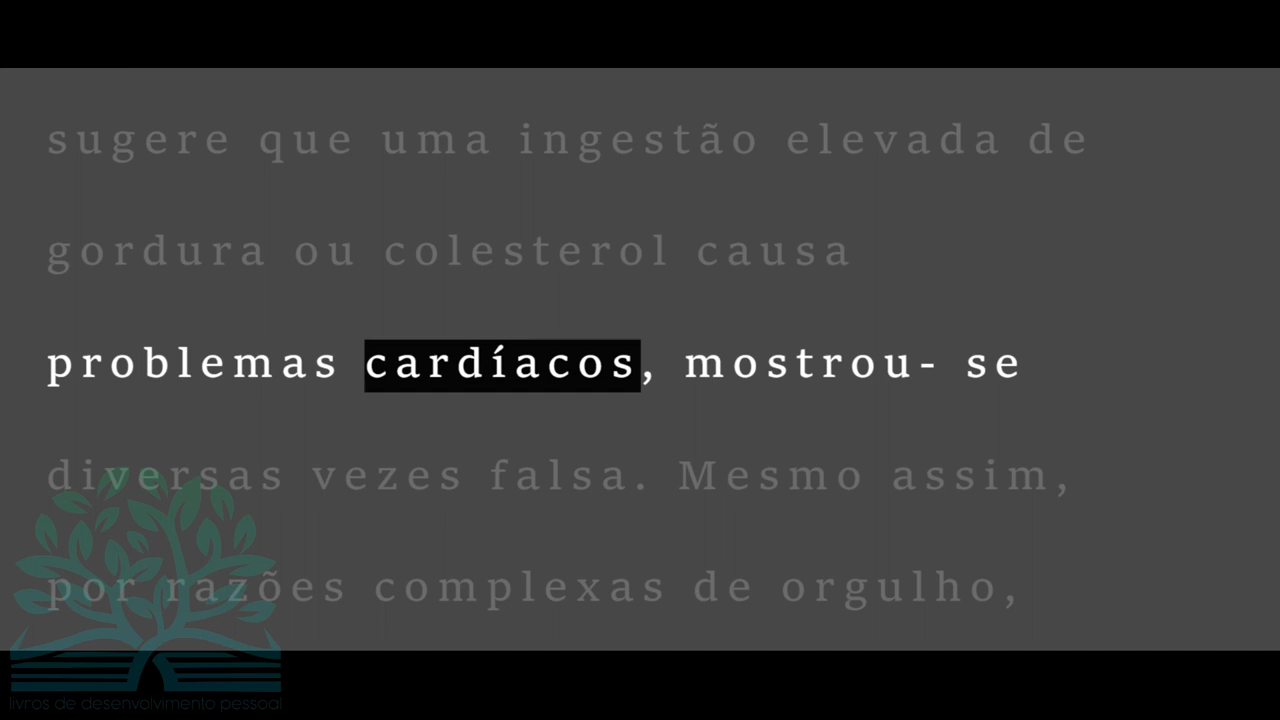 sugere que uma ingestão elevada de
gordura ou colesterol causa
problemas cardíacos, mostrou- se
diversas vezes falsa. Mesmo assim,
por razões complexas de orgulho,
livros de desenvolvimento pessoal